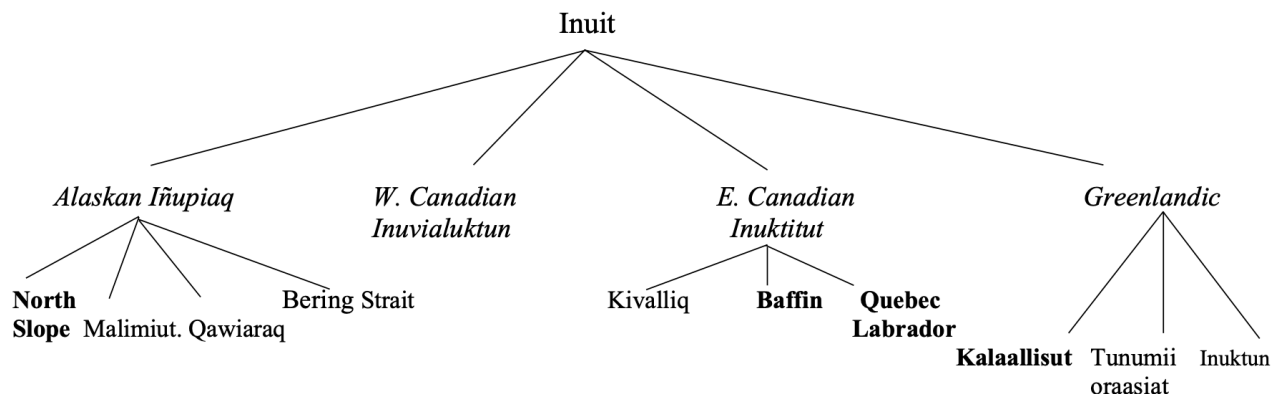 Inuit
Alaskan Iñupiaq
W. Canadian
Inuvialuktun
E. Canadian
Inuktitut
Greenlandic
North
Slope
Malimiut.
Qawiaraq
Bering Strait
Kivalliq
Baffin
Quebec
Labrador
Kalaallisut
Tunumii
oraasiat
Inuktun